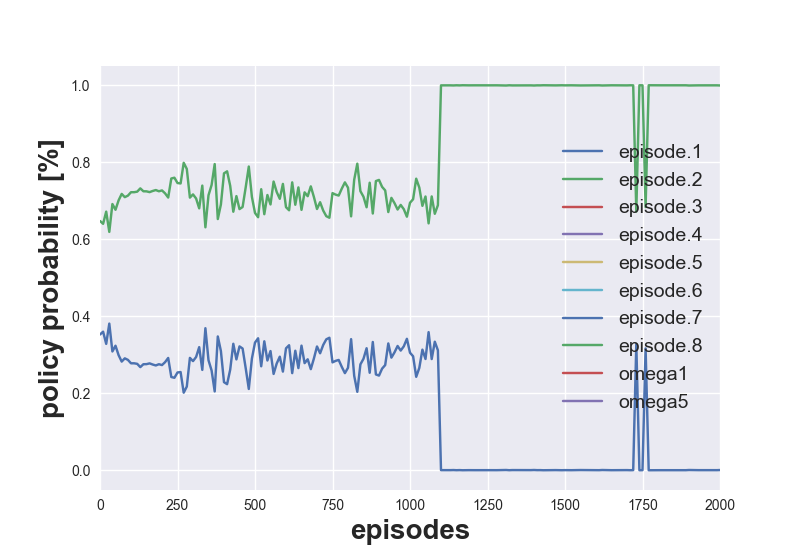 1.0
0.8
0.6
0.4
0.2
0.0
policy probability [%]
episode.1
episode.2
episode.3
episode.4
episode.5
episode.6
episode.7
episode.8
omega1
omega5
0 250 500 750 1000 1250 1500 1750 2000
episodes